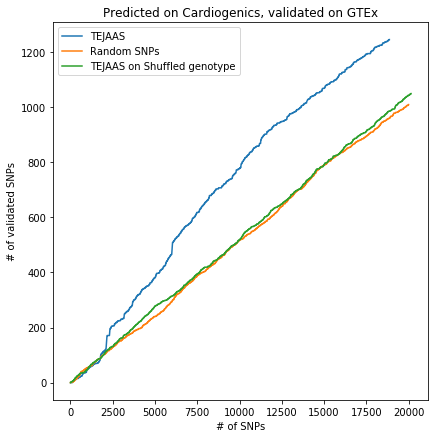 Predicted on Cardiogenics, validated on GTEx
TEJAAS
Random SNPs
TEJAAS on Shuffled genotype
# of validated SNPs
1200
1000
800
600
400
200
0
0 2500 5000 7500 10000 12500 15000 17500 20000
# of SNPs